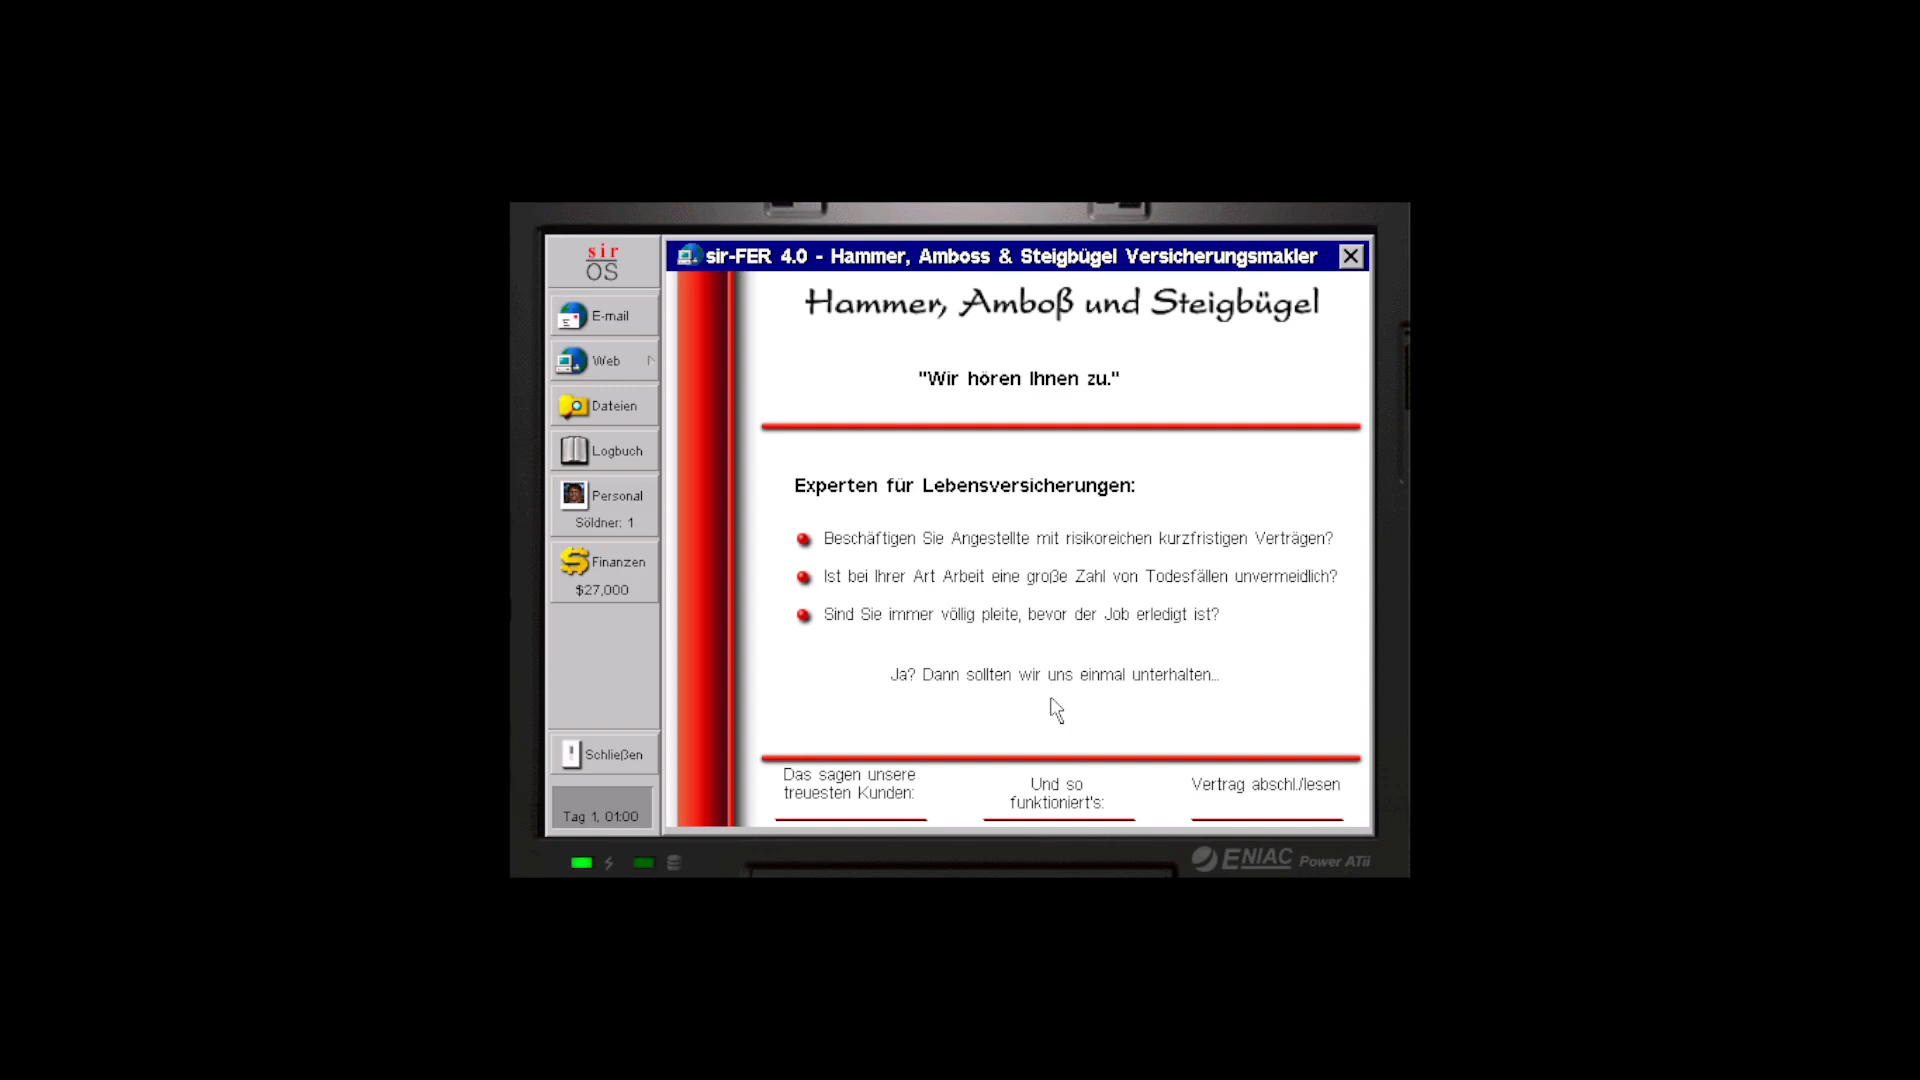 sir
OS
E-mail
Web
Dateien
Logbuch
Personal
Söldner: 1
Finanzen
$27,000
Schließen
Tag 1, 01:00
sir-FER 4.0 - Hammer, Amboss & Steigbügel Versicherungsmakler
Hammer, Amboß und Steigbügel
"Wir hören Ihnen zu."
Experten für Lebensversicherungen:
Beschäftigen Sie Angestellte mit risikoreichen kurzfristigen Verträgen?
Ist bei Ihrer Art Arbeit eine große Zahl von Todesfällen unvermeidlich?
Sind Sie immer völlig pleite, bevor der Job erledigt ist?
Ja? Dann sollten wir uns einmal unterhalten...
Das sagen unsere
treuesten Kunden:
Und so
funktioniert's:
Vertrag abschl./lesen
ENIAC Power ATii